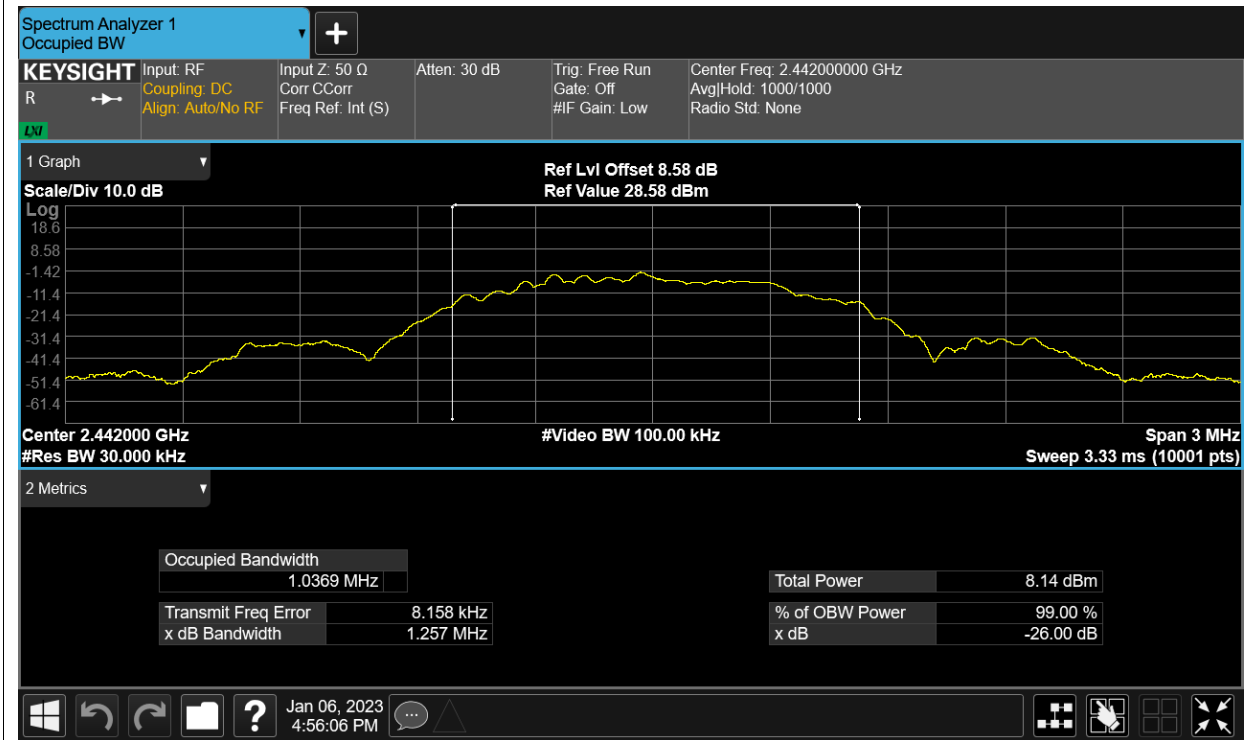 Spectrum Analyzer 1
Occupied BW
KEYSIGHT
R
LXI
Input: RF
Coupling: DC
Align: Auto/No RF
Input Z: 50 Ω
Corr CCorr
Freq Ref: Int (S)
Atten: 30 dB
Trig: Free Run
Gate: Off
#IF Gain: Low
Center Freq: 2.442000000 GHz
Avg|Hold: 1000/1000
Radio Std: None
1 Graph
Scale/Div 10.0 dB
Ref Lvl Offset 8.58 dB
Ref Value 28.58 dBm
Log
18.6
8.58
-1.42
-11.4
-21.4
-31.4
-41.4
-51.4
-61.4
Center 2.442000 GHz
#Res BW 30.000 kHz
#Video BW 100.00 kHz
Span 3 MHz
Sweep 3.33 ms (10001 pts)
2 Metrics
Occupied Bandwidth
1.0369 MHz
Transmit Freq Error 8.158 kHz
x dB Bandwidth 1.257 MHz
Total Power 8.14 dBm
% of OBW Power 99.00 %
x dB -26.00 dB
?
Jan 06, 2023
4:56:06 PM